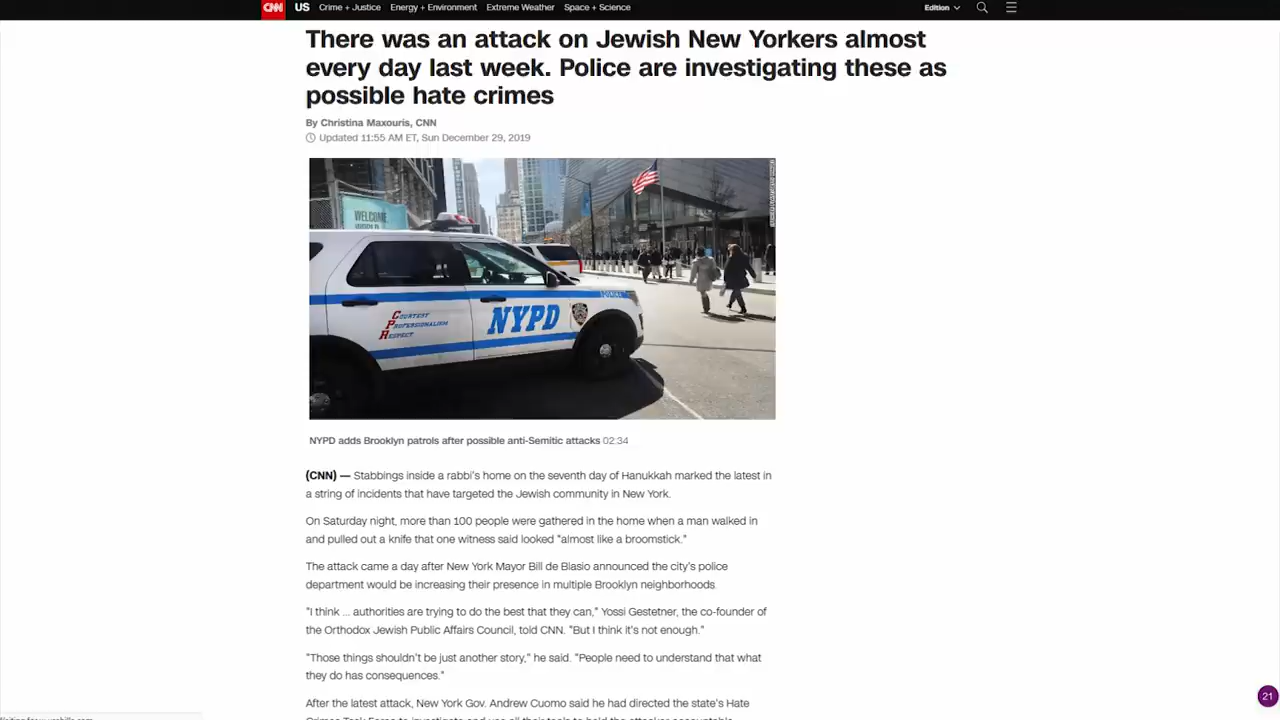 CNN US Crime + Justice Energy + Environment Extreme Weather Space + Science Edition
There was an attack on Jewish New Yorkers almost
every day last week. Police are investigating these as
possible hate crimes
By Christina Maxouris, CNN
Updated 11:55 AM ET, Sun December 29, 2019
WELCOME
WORLD
COURTESY
PROFESSIONALISM
RESPECT
NYPD
POLICE
NYPD adds Brooklyn patrols after possible anti-Semitic attacks 02:34
(CNN) — Stabbings inside a rabbi's home on the seventh day of Hanukkah marked the latest in
a string of incidents that have targeted the Jewish community in New York.
On Saturday night, more than 100 people were gathered in the home when a man walked in
and pulled out a knife that one witness said looked "almost like a broomstick."
The attack came a day after New York Mayor Bill de Blasio announced the city's police
department would be increasing their presence in multiple Brooklyn neighborhoods
"I think ... authorities are trying to do the best that they can," Yossi Gestetner, the co-founder of
the Orthodox Jewish Public Affairs Council, told CNN. "But I think it's not enough."
"Those things shouldn't be just another story," he said. "People need to understand that what
they do has consequences."
After the latest attack, New York Gov. Andrew Cuomo said he had directed the state's Hate
21